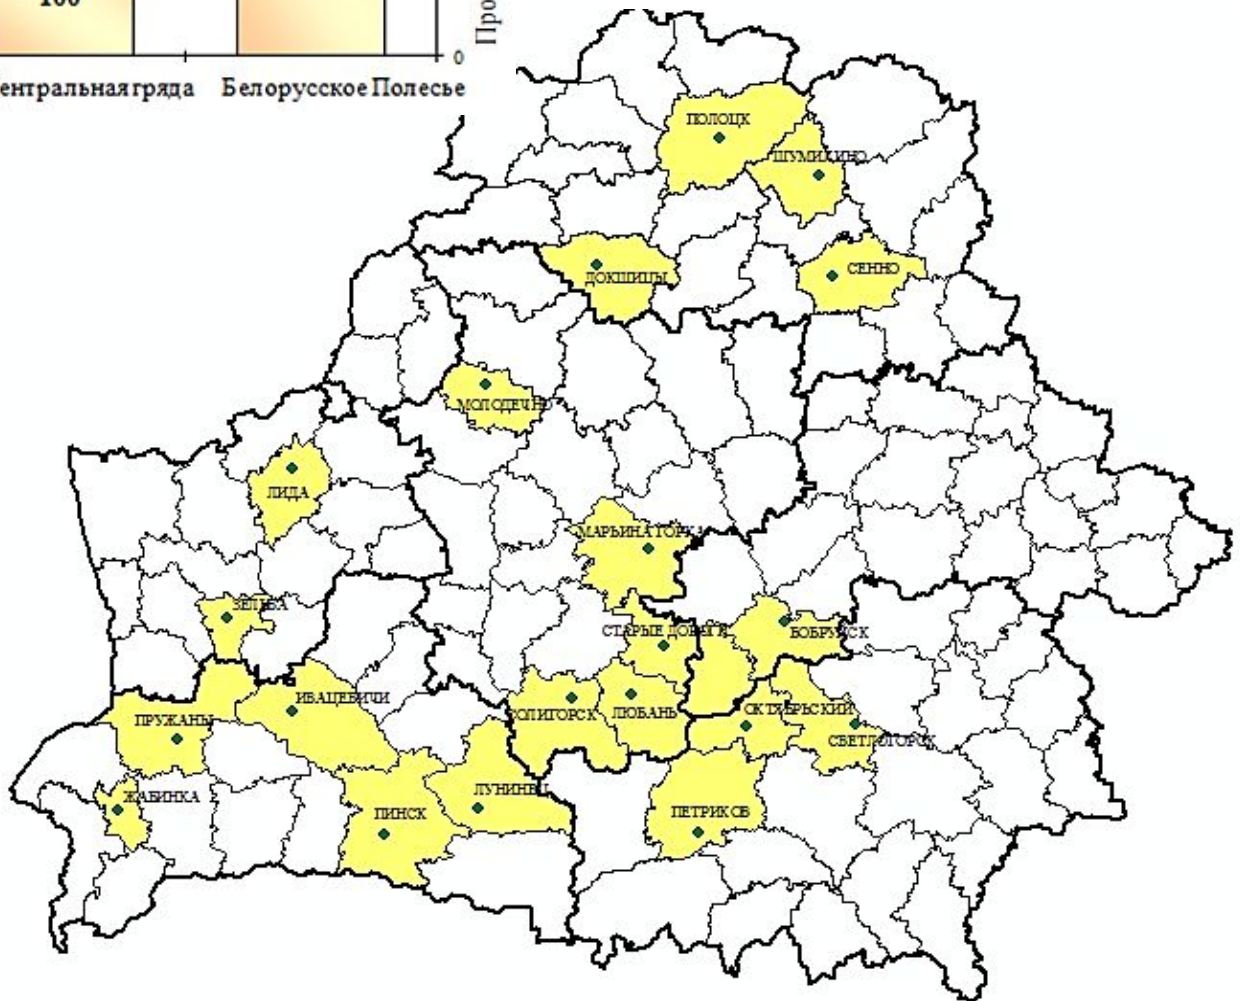 100
0
Про
ентральная гряда Белорусское Полесье
ПОЛОЦК
ШУМИЛИНО
ДОКШИЦЫ
СЕННО
МОЛОДЕЧНО
ЛИДА
МАРЬИНА ГОРКА
ЗЕЛЬВА
СТАРЫЕ ДОРОГИ
БОБРУЙСК
ИВАЦЕВИЧИ
ПРУЖАНЫ
СОЛИГОРСК
ЛЮБАНЬ
ОКТЯБРЬСКИЙ
СВЕТЛОГОРСК
ЖАБИНКА
ЛУНИНЕЦ
ПИНСК
ПЕТРИКОВ